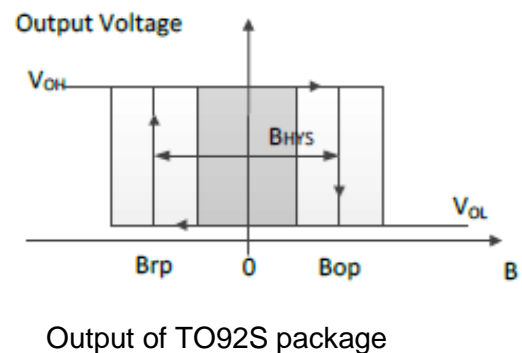 Output Voltage
VOH
BHYS
VOL
Brp
0
Bop
B
Output of TO92S package